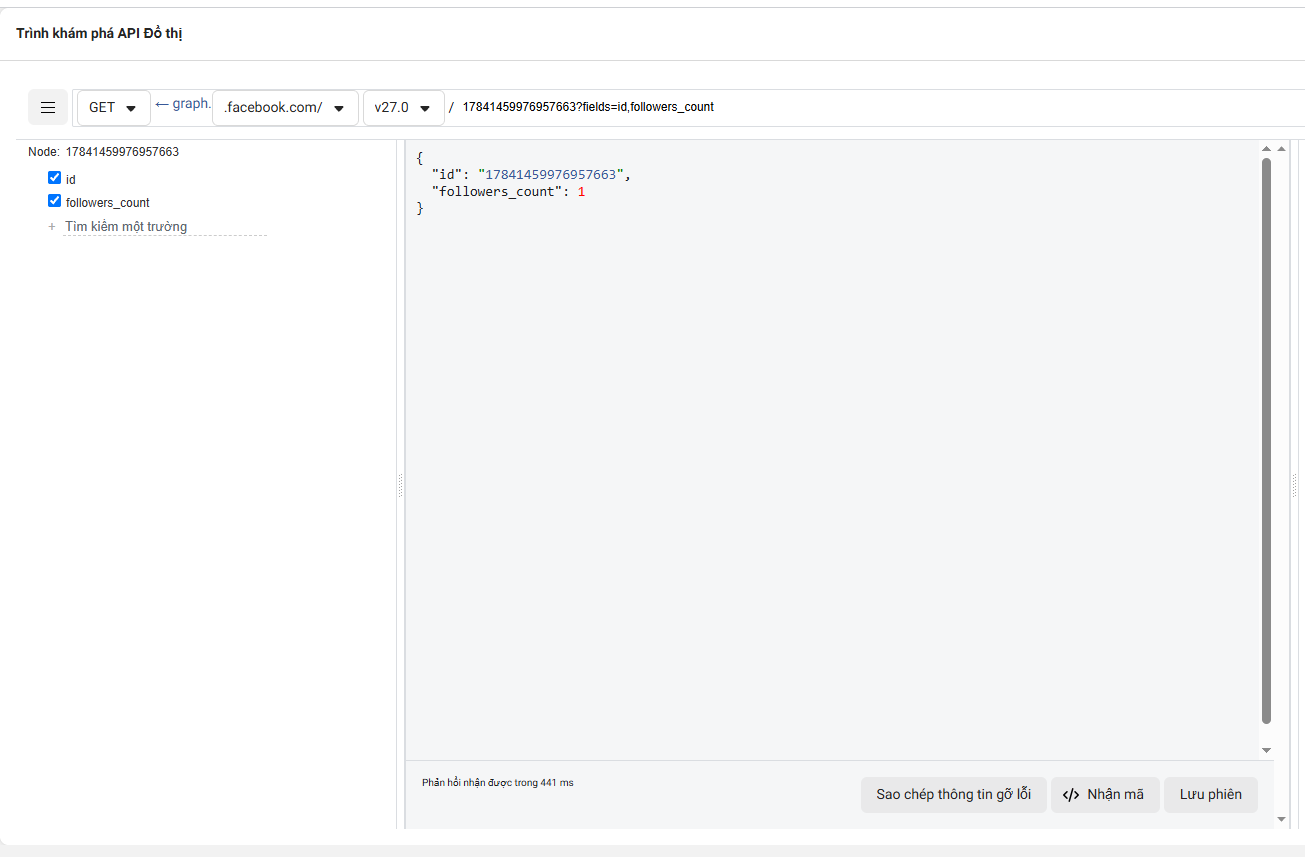 Trình khám phá API Đồ thị
GET ← graph. .facebook.com/ v27.0 / 17841459976957663?fields=id,followers_count
Node: 17841459976957663
id
followers_count
+ Tìm kiếm một trường
{
"id": "17841459976957663",
"followers_count": 1
}
Phản hồi nhận được trong 441 ms
Sao chép thông tin gỡ lỗi </> Nhận mã Lưu phiên